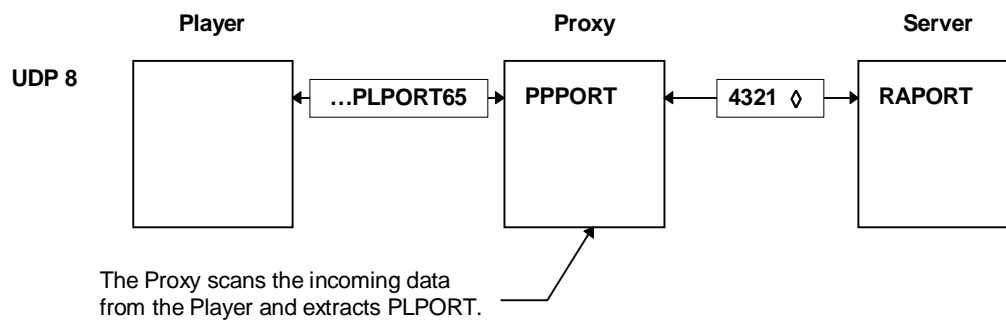 Player Proxy Server
UDP 8
...PLPORT65 PPPORT 4321 ◊ RAPORT
The Proxy scans the incoming data
from the Player and extracts PLPORT.